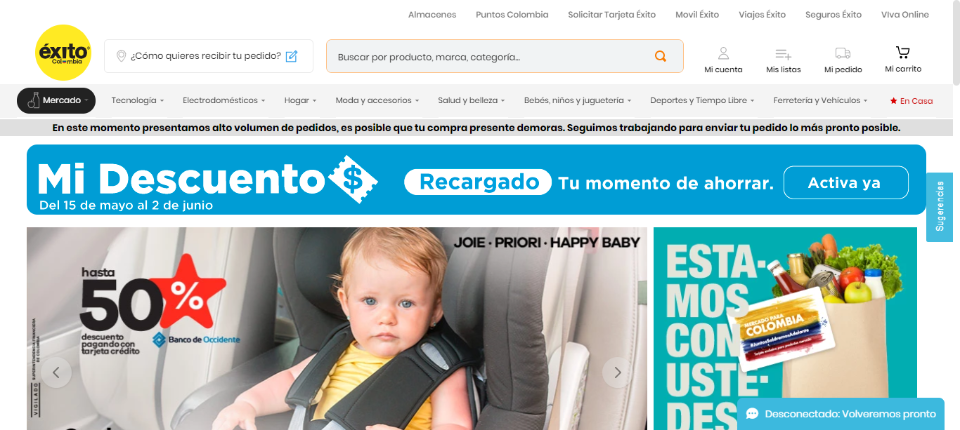 Almacenes Puntos Colombia Solicitar Tarjeta Éxito Movil Éxito Viajes Éxito Seguros Éxito VIva Online
éxito
Colombia
¿Cómo quieres recibir tu pedido?
Buscar por producto, marca, categoría...
Mi cuenta Mis listas Mi pedido Mi carrito
Mercado Tecnología Electrodomésticos Hogar Moda y accesorios Salud y belleza Bebés, niños y juguetería Deportes y Tiempo Libre Ferretería y Vehículos En Casa
En este momento presentamos alto volumen de pedidos, es posible que tu compra presente demoras. Seguimos trabajando para enviar tu pedido lo más pronto posible.
Mi Descuento $ Recargado Tu momento de ahorrar. Activa ya
Del 15 de mayo al 2 de junio
Sugerencias
JOIE · PRIORI · HAPPY BABY
hasta
50%
descuento
pagando con
tarjeta crédito
Banco de Occidente
VIGILADO
ESTA-
MOS
CON
USTE-
DES
MERCADO PARA
COLOMBIA
Desconectado: Volveremos pronto